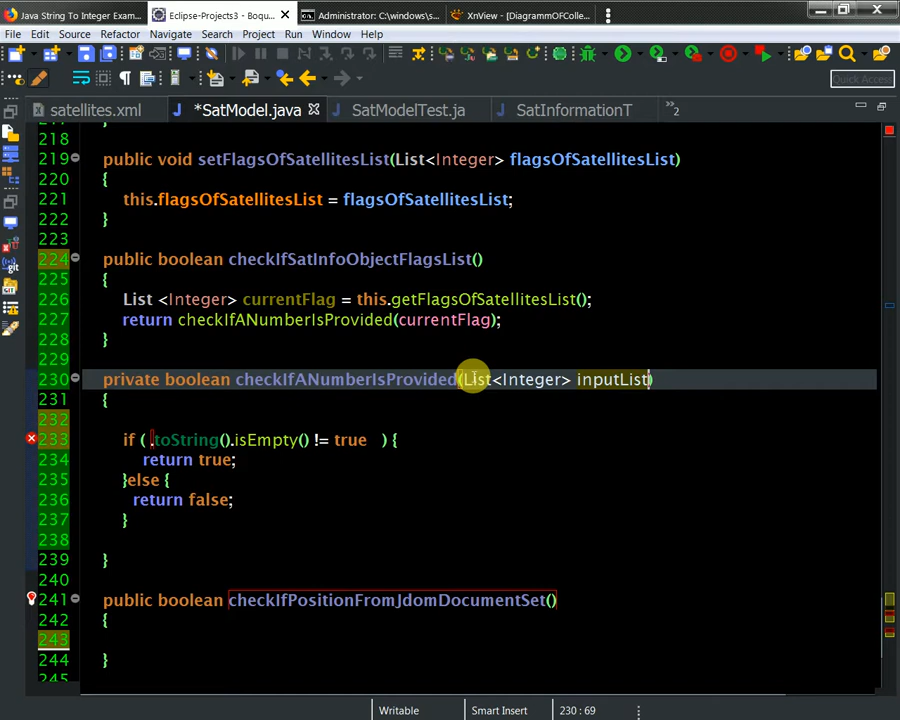 Java String To Integer Exam... Eclipse-Projects3 - Boqu... Administrator: C:\windows\s... XnView - [DiagrammOfColle...
File Edit Source Refactor Navigate Search Project Run Window Help
Quick Access
satellites.xml *SatModel.java SatModelTest.ja SatInformationT »2
218
219 public void setFlagsOfSatellitesList(List<Integer> flagsOfSatellitesList)
220 {
221 this.flagsOfSatellitesList = flagsOfSatellitesList;
222 }
223
224 public boolean checkIfSatInfoObjectFlagsList()
225 {
226 List <Integer> currentFlag = this.getFlagsOfSatellitesList();
227 return checkIfANumberIsProvided(currentFlag);
228 }
229
230 private boolean checkIfANumberIsProvided(List<Integer> inputList)
231 {
232
233 if ( .toString().isEmpty() != true ) {
234 return true;
235 }else {
236 return false;
237 }
238
239 }
240
241 public boolean checkIfPositionFromJdomDocumentSet()
242 {
243
244 }
245
Writable Smart Insert 230 : 69